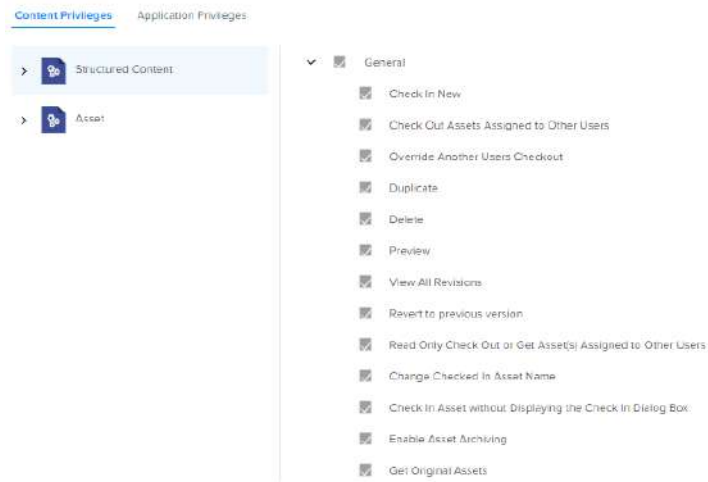 Content Privileges
Application Privileges
Structured Content
Asset
General
Check In New
Check Out Assets Assigned to Other Users
Override Another Users Checkout
Duplicate
Delete
Preview
View All Revisions
Revert to previous version
Read Only Check Out or Get Asset(s) Assigned to Other Users
Change Checked In Asset Name
Check In Asset without Displaying the Check In Dialog Box
Enable Asset Archiving
Get Original Assets